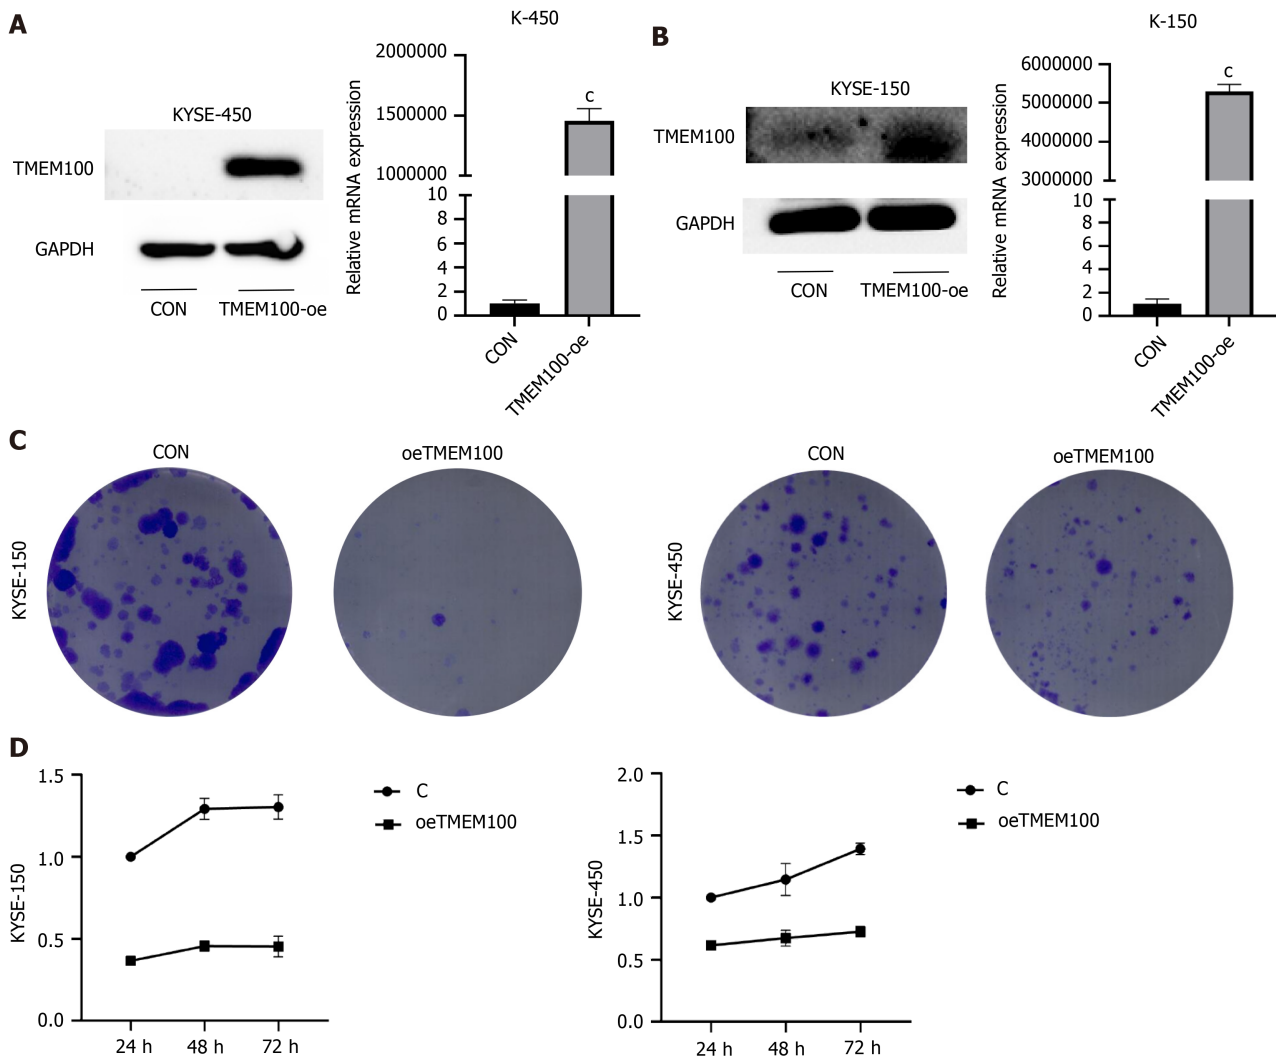 A
K-450
KYSE-450
TMEM100
GAPDH
CON
TMEM100-oe
Relative mRNA expression
2000000
1500000
1000000
10
8
6
4
2
0
c
CON
TMEM100-oe
B
K-150
KYSE-150
TMEM100
GAPDH
CON
TMEM100-oe
Relative mRNA expression
6000000
5000000
4000000
3000000
10
8
6
4
2
0
c
CON
TMEM100-oe
C
CON
oeTMEM100
KYSE-150
CON
oeTMEM100
KYSE-450
D
KYSE-150
1.5
1.0
0.5
0.0
24 h 48 h 72 h
C
oeTMEM100
KYSE-450
2.0
1.5
1.0
0.5
0.0
24 h 48 h 72 h
C
oeTMEM100